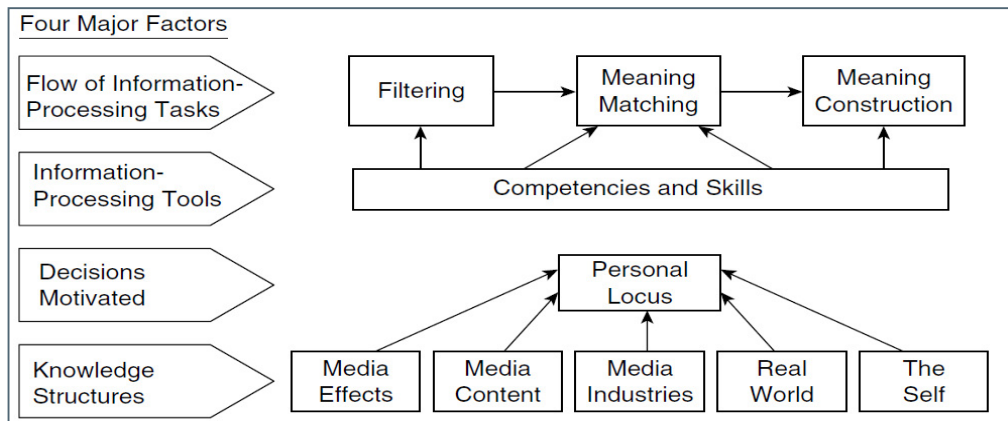 Four Major Factors
Flow of Information-
Processing Tasks
Filtering
Meaning
Matching
Meaning
Construction
Information-
Processing Tools
Competencies and Skills
Decisions
Motivated
Personal
Locus
Knowledge
Structures
Media
Effects
Media
Content
Media
Industries
Real
World
The
Self